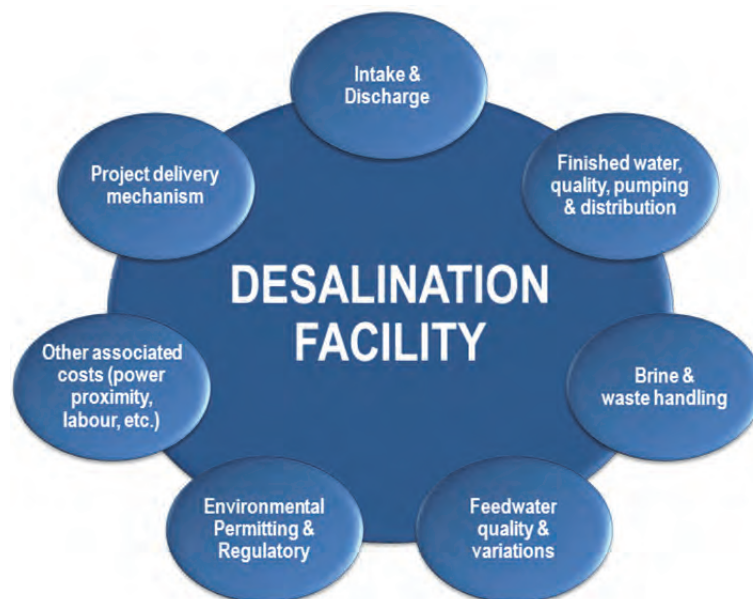 Intake &
Discharge
Project delivery
mechanism
Finished water,
quality, pumping
& distribution
DESALINATION
FACILITY
Other associated
costs (power
proximity,
labour, etc.)
Brine &
waste handling
Environmental
Permitting &
Regulatory
Feedwater
quality &
variations